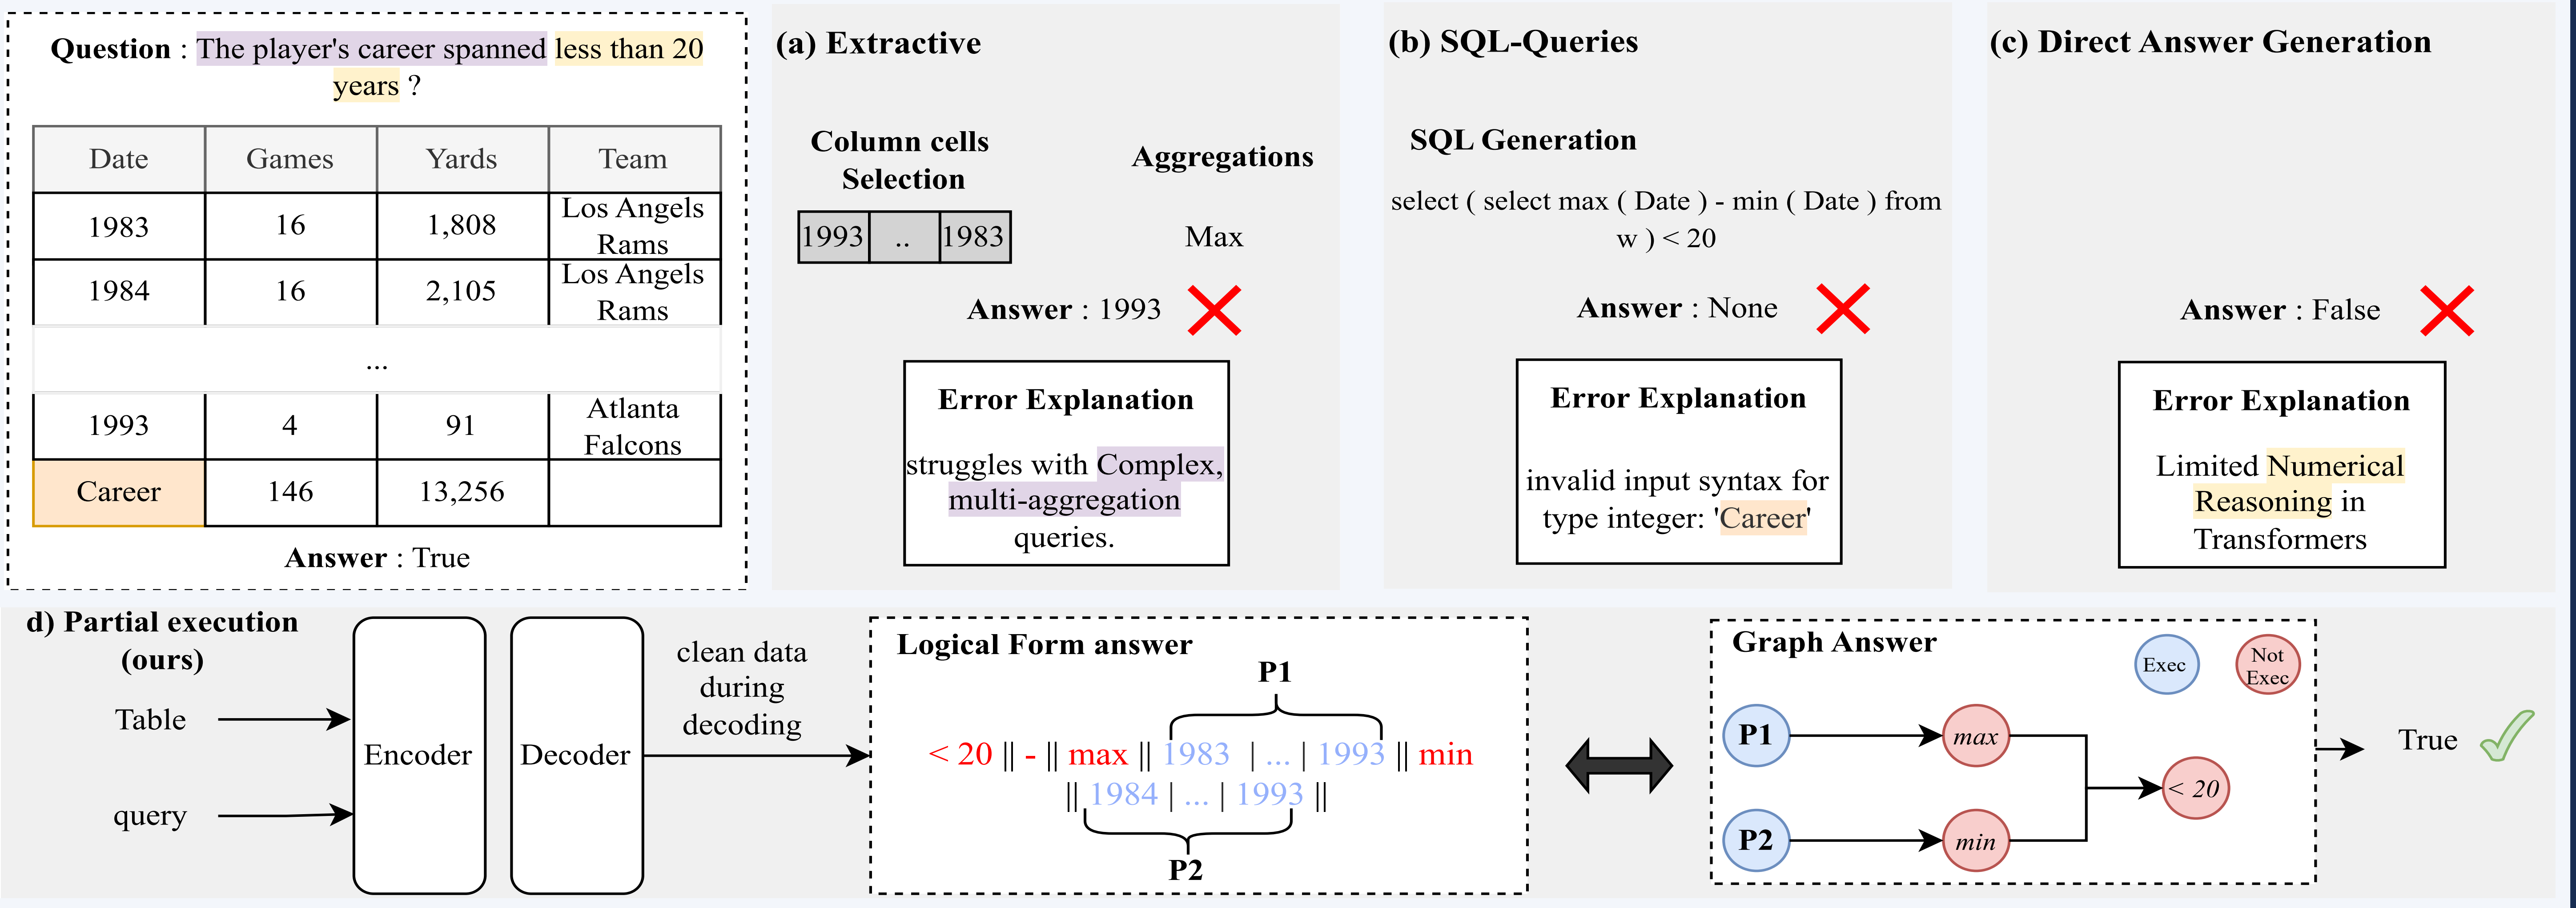 Question : The player's career spanned less than 20
years ?
Date Games Yards Team
1983 16 1,808 Los Angels
Rams
1984 16 2,105 Los Angels
Rams
...
1993 4 91 Atlanta
Falcons
Career 146 13,256
Answer : True
(a) Extractive
Column cells
Selection
Aggregations
1993 .. 1983
Max
Answer : 1993
Error Explanation
struggles with Complex,
multi-aggregation
queries.
(b) SQL-Queries
SQL Generation
select ( select max ( Date ) - min ( Date ) from
w ) < 20
Answer : None
Error Explanation
invalid input syntax for
type integer: 'Career'
(c) Direct Answer Generation
Answer : False
Error Explanation
Limited Numerical
Reasoning in
Transformers
d) Partial execution
(ours)
Table
query
Encoder
Decoder
clean data
during
decoding
Logical Form answer
P1
< 20 || - || max || 1983 | ... | 1993 || min
|| 1984 | ... | 1993 ||
P2
Graph Answer
Exec
Not
Exec
P1
max
P2
min
< 20
True